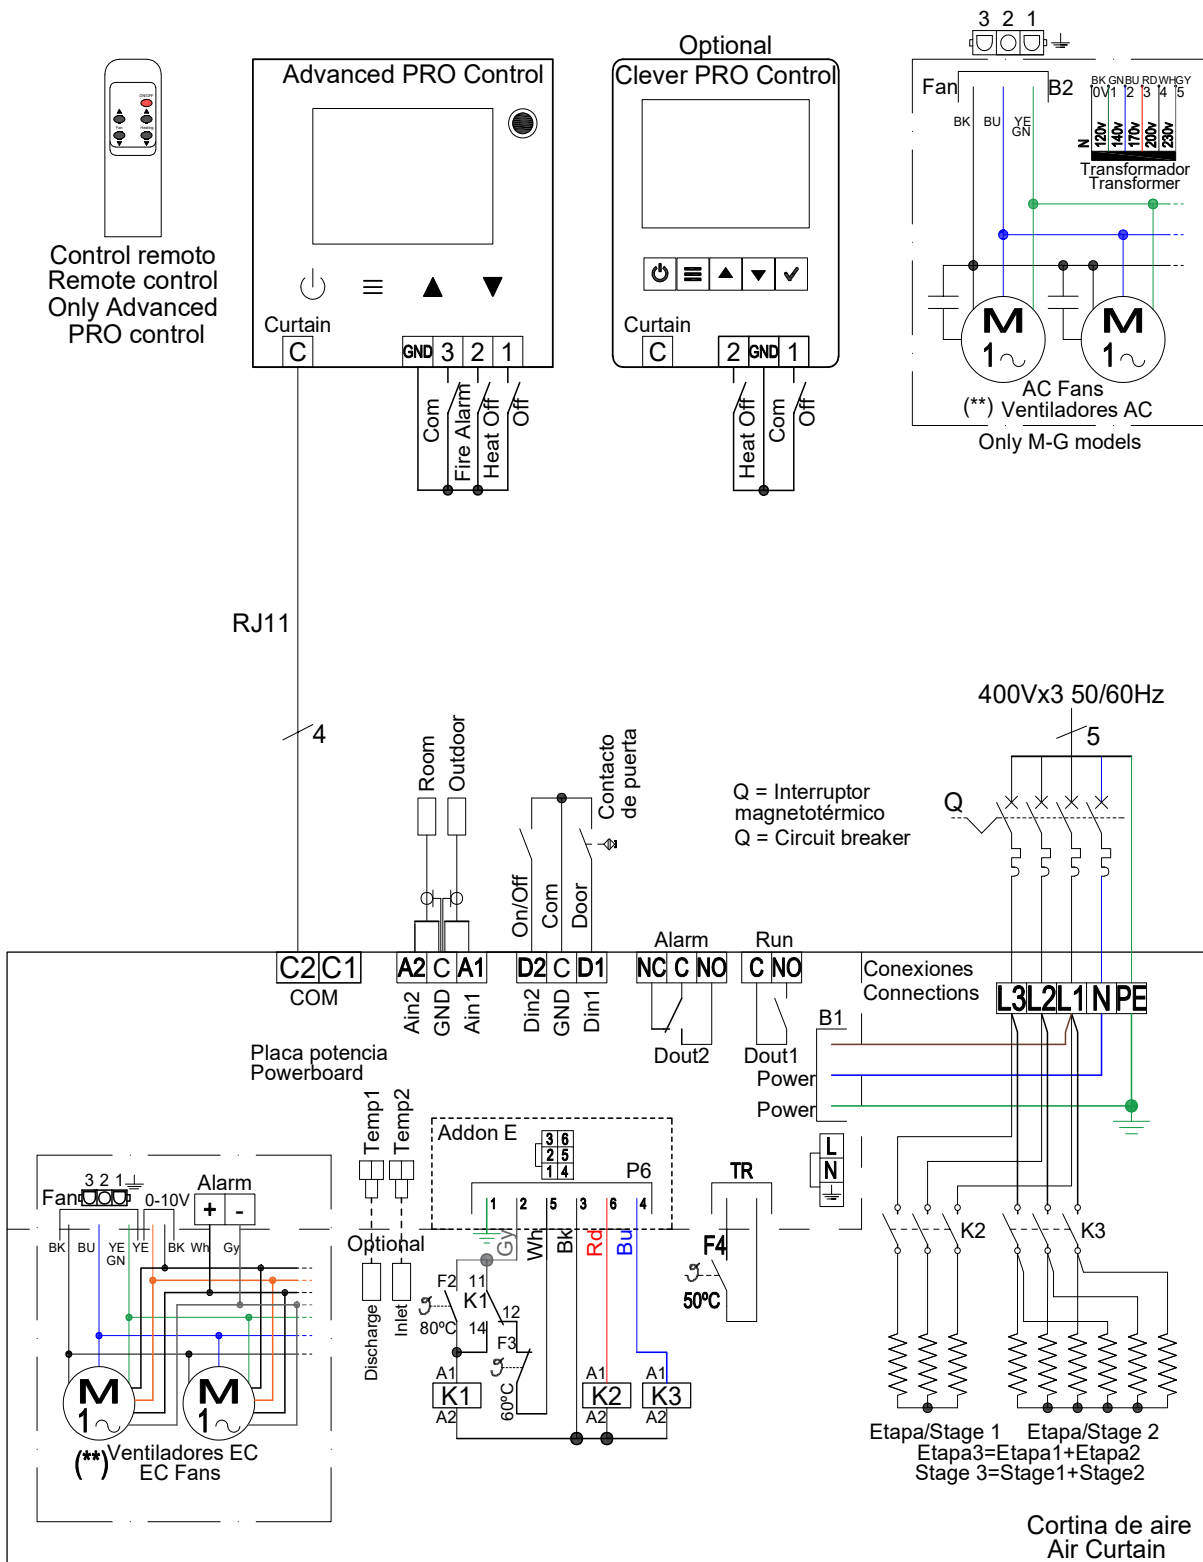 3 2 1
Optional
Advanced PRO Control
Clever PRO Control
ON/OFF
Fan Heating
Fan
B2
BK GN BU RD WH GY
0V 1 2 3 4 5
BK BU YE
GN
N 120v 140v 170v 200v 230v
Transformador
Transformer
Control remoto
Remote control
Only Advanced
PRO control
Curtain
C
GND 3 2 1
Curtain
C
2 GND 1
Com
Fire Alarm
Heat Off
Off
Heat Off
Com
Off
M
1
M
1
AC Fans
(**) Ventiladores AC
Only M-G models
RJ11
4
400Vx3 50/60Hz
5
Room
Outdoor
Contacto
de puerta
Q = Interruptor
magnetotérmico
Q = Circuit breaker
Q
On/Off
Com
Door
Alarm
Run
C2 C1
COM
A2 C A1
Ain2
GND
Ain1
D2 C D1
Din2
GND
Din1
NC C NO
Dout2
C NO
Dout1
Conexiones
Connections
L3 L2 L1 N PE
B1
Power
Power
Placa potencia
Powerboard
Temp1
Temp2
Addon E
3 6
2 5
1 4
P6
1 2 5 3 6 4
TR
L
N
Fan
3 2 1
0-10V
Alarm
+ -
BK BU YE YE BK Wh Gy
GN
Optional
Gy
Wh
Bk
Rd
Bu
F4
50ºC
K2
K3
Discharge
Inlet
F2
80ºC
11
K1
12
14
F3
60ºC
A1
K1
A2
A1
K2
A2
A1
K3
A2
M
1
M
1
(**) Ventiladores EC
EC Fans
Etapa/Stage 1
Etapa/Stage 2
Etapa3=Etapa1+Etapa2
Stage 3=Stage1+Stage2
Cortina de aire
Air Curtain